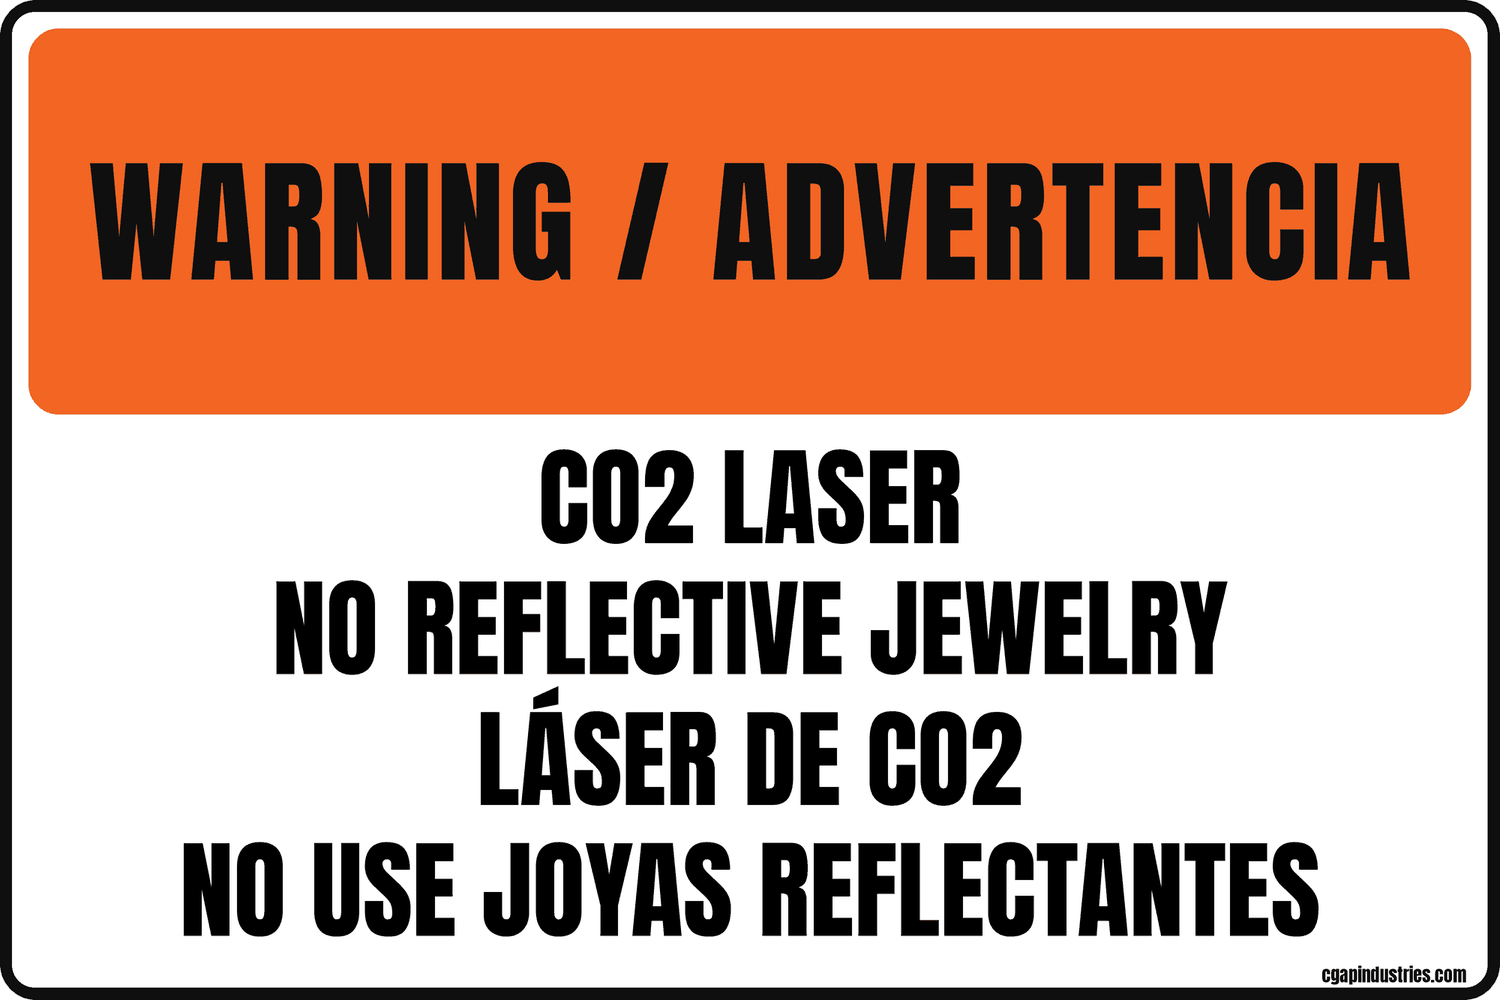 WARNING / ADVERTENCIA
CO2 LASER
NO REFLECTIVE JEWELRY
LÁSER DE CO2
NO USE JOYAS REFLECTANTES
cgapindustries.com